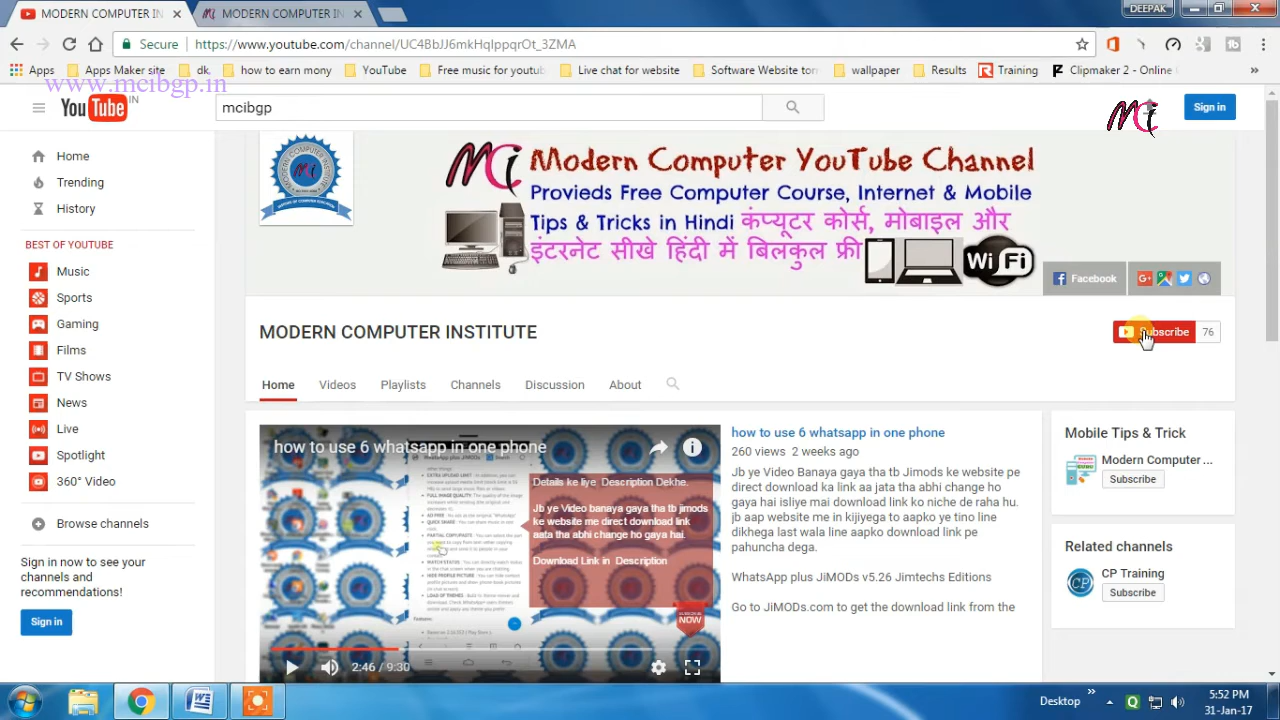 MODERN COMPUTER IN
MODERN COMPUTER IN
DEEPAK
Secure
https://www.youtube.com/channel/UC4BbJJ6mkHqIppqrOt_3ZMA
Apps
Apps Maker site
dk
how to earn mony
YouTube
Free music for youtub
Live chat for website
Software Website torr
wallpaper
Results
Training
Clipmaker 2 - Online
www.mcibgp.in
YouTube IN
mcibgp
Mci
Sign in
Home
Trending
History
BEST OF YOUTUBE
Music
Sports
Gaming
Films
TV Shows
News
Live
Spotlight
360° Video
Browse channels
Sign in now to see your
channels and
recommendations!
Sign in
Mci Modern Computer YouTube Channel
Provieds Free Computer Course, Internet & Mobile
Tips & Tricks in Hindi कंप्यूटर कोर्स, मोबाइल और
इंटरनेट सीखे हिंदी में बिलकुल फ्री
Wi Fi
Facebook
MODERN COMPUTER INSTITUTE
Subscribe 76
Home Videos Playlists Channels Discussion About
how to use 6 whatsapp in one phone
Details ke liye Description Dekhe.
Jb ye Video banaya gaya tha tb jimods
ke website me direct download link
aata tha abhi change ho gaya hai.
Download Link in Description
NOW
2:46 / 9:30
how to use 6 whatsapp in one phone
260 views 2 weeks ago
Jb ye Video Banaya gaya tha tb Jimods ke website pe
direct download ka link aata tha abhi change ho
gaya hai isliye mai download link ko niche de raha hu.
jb aap website me in kijiyega to aapko ye tino line
dikhega last wala line aapko download link pe
pahuncha dega.
Go to JiMODs.com to get the download link from the
Mobile Tips & Trick
Modern Computer ...
Subscribe
Related channels
CP
CP Training
Subscribe
Desktop
5:52 PM
31-Jan-17